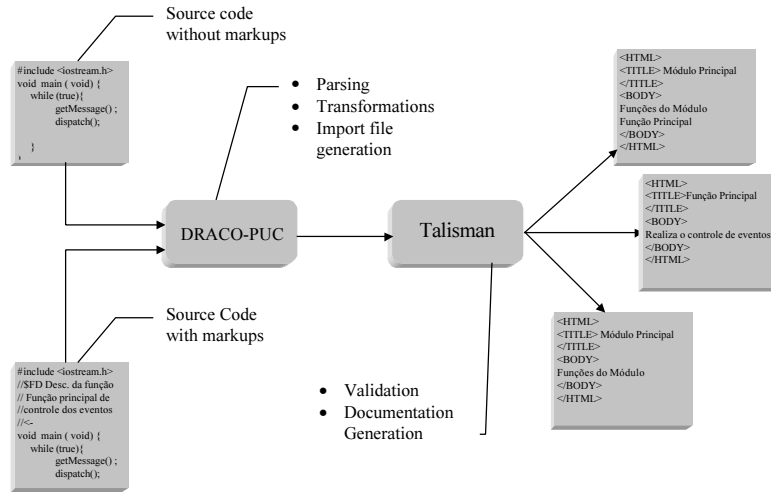 Source code
without markups
#include <iostream.h>
void main ( void) {
while (true){
getMessage() ;
dispatch();
}
}
• Parsing
• Transformations
• Import file
generation
<HTML>
<TITLE> Módulo Principal
</TITLE>
<BODY>
Funções do Módulo
Função Principal
</BODY>
</HTML>
DRACO-PUC
Talisman
<HTML>
<TITLE>Função Principal
</TITLE>
<BODY>
Realiza o controle de eventos
</BODY>
</HTML>
Source Code
with markups
<HTML>
<TITLE> Módulo Principal
</TITLE>
<BODY>
Funções do Módulo
</BODY>
</HTML>
#include <iostream.h>
//$FD Desc. da função
// Função principal de
//controle dos eventos
//<-
void main ( void) {
while (true){
getMessage() ;
dispatch();
• Validation
• Documentation
Generation